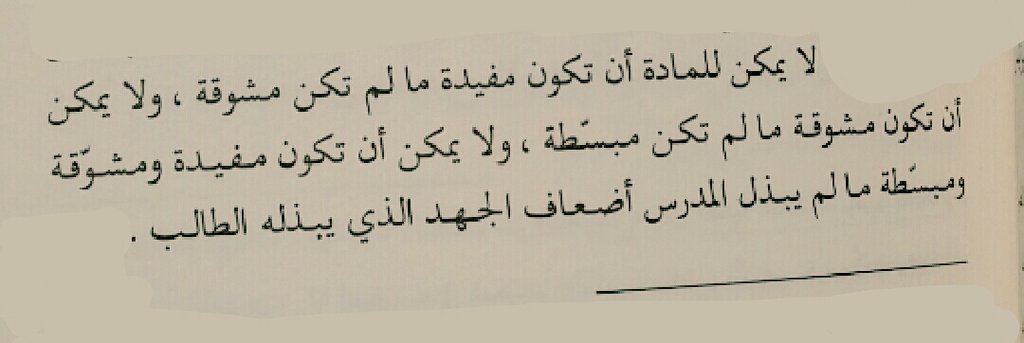 لا يمكن للمادة أن تكون مفيدة ما لم تكن مشوقة ، ولا يمكن
أن تكون مشوقة ما لم تكن مبسّطة ، ولا يمكن أن تكون مفيدة ومشوّقة
ومبسّطة ما لم يبذل المدرس أضعاف الجهد الذي يبذله الطالب .